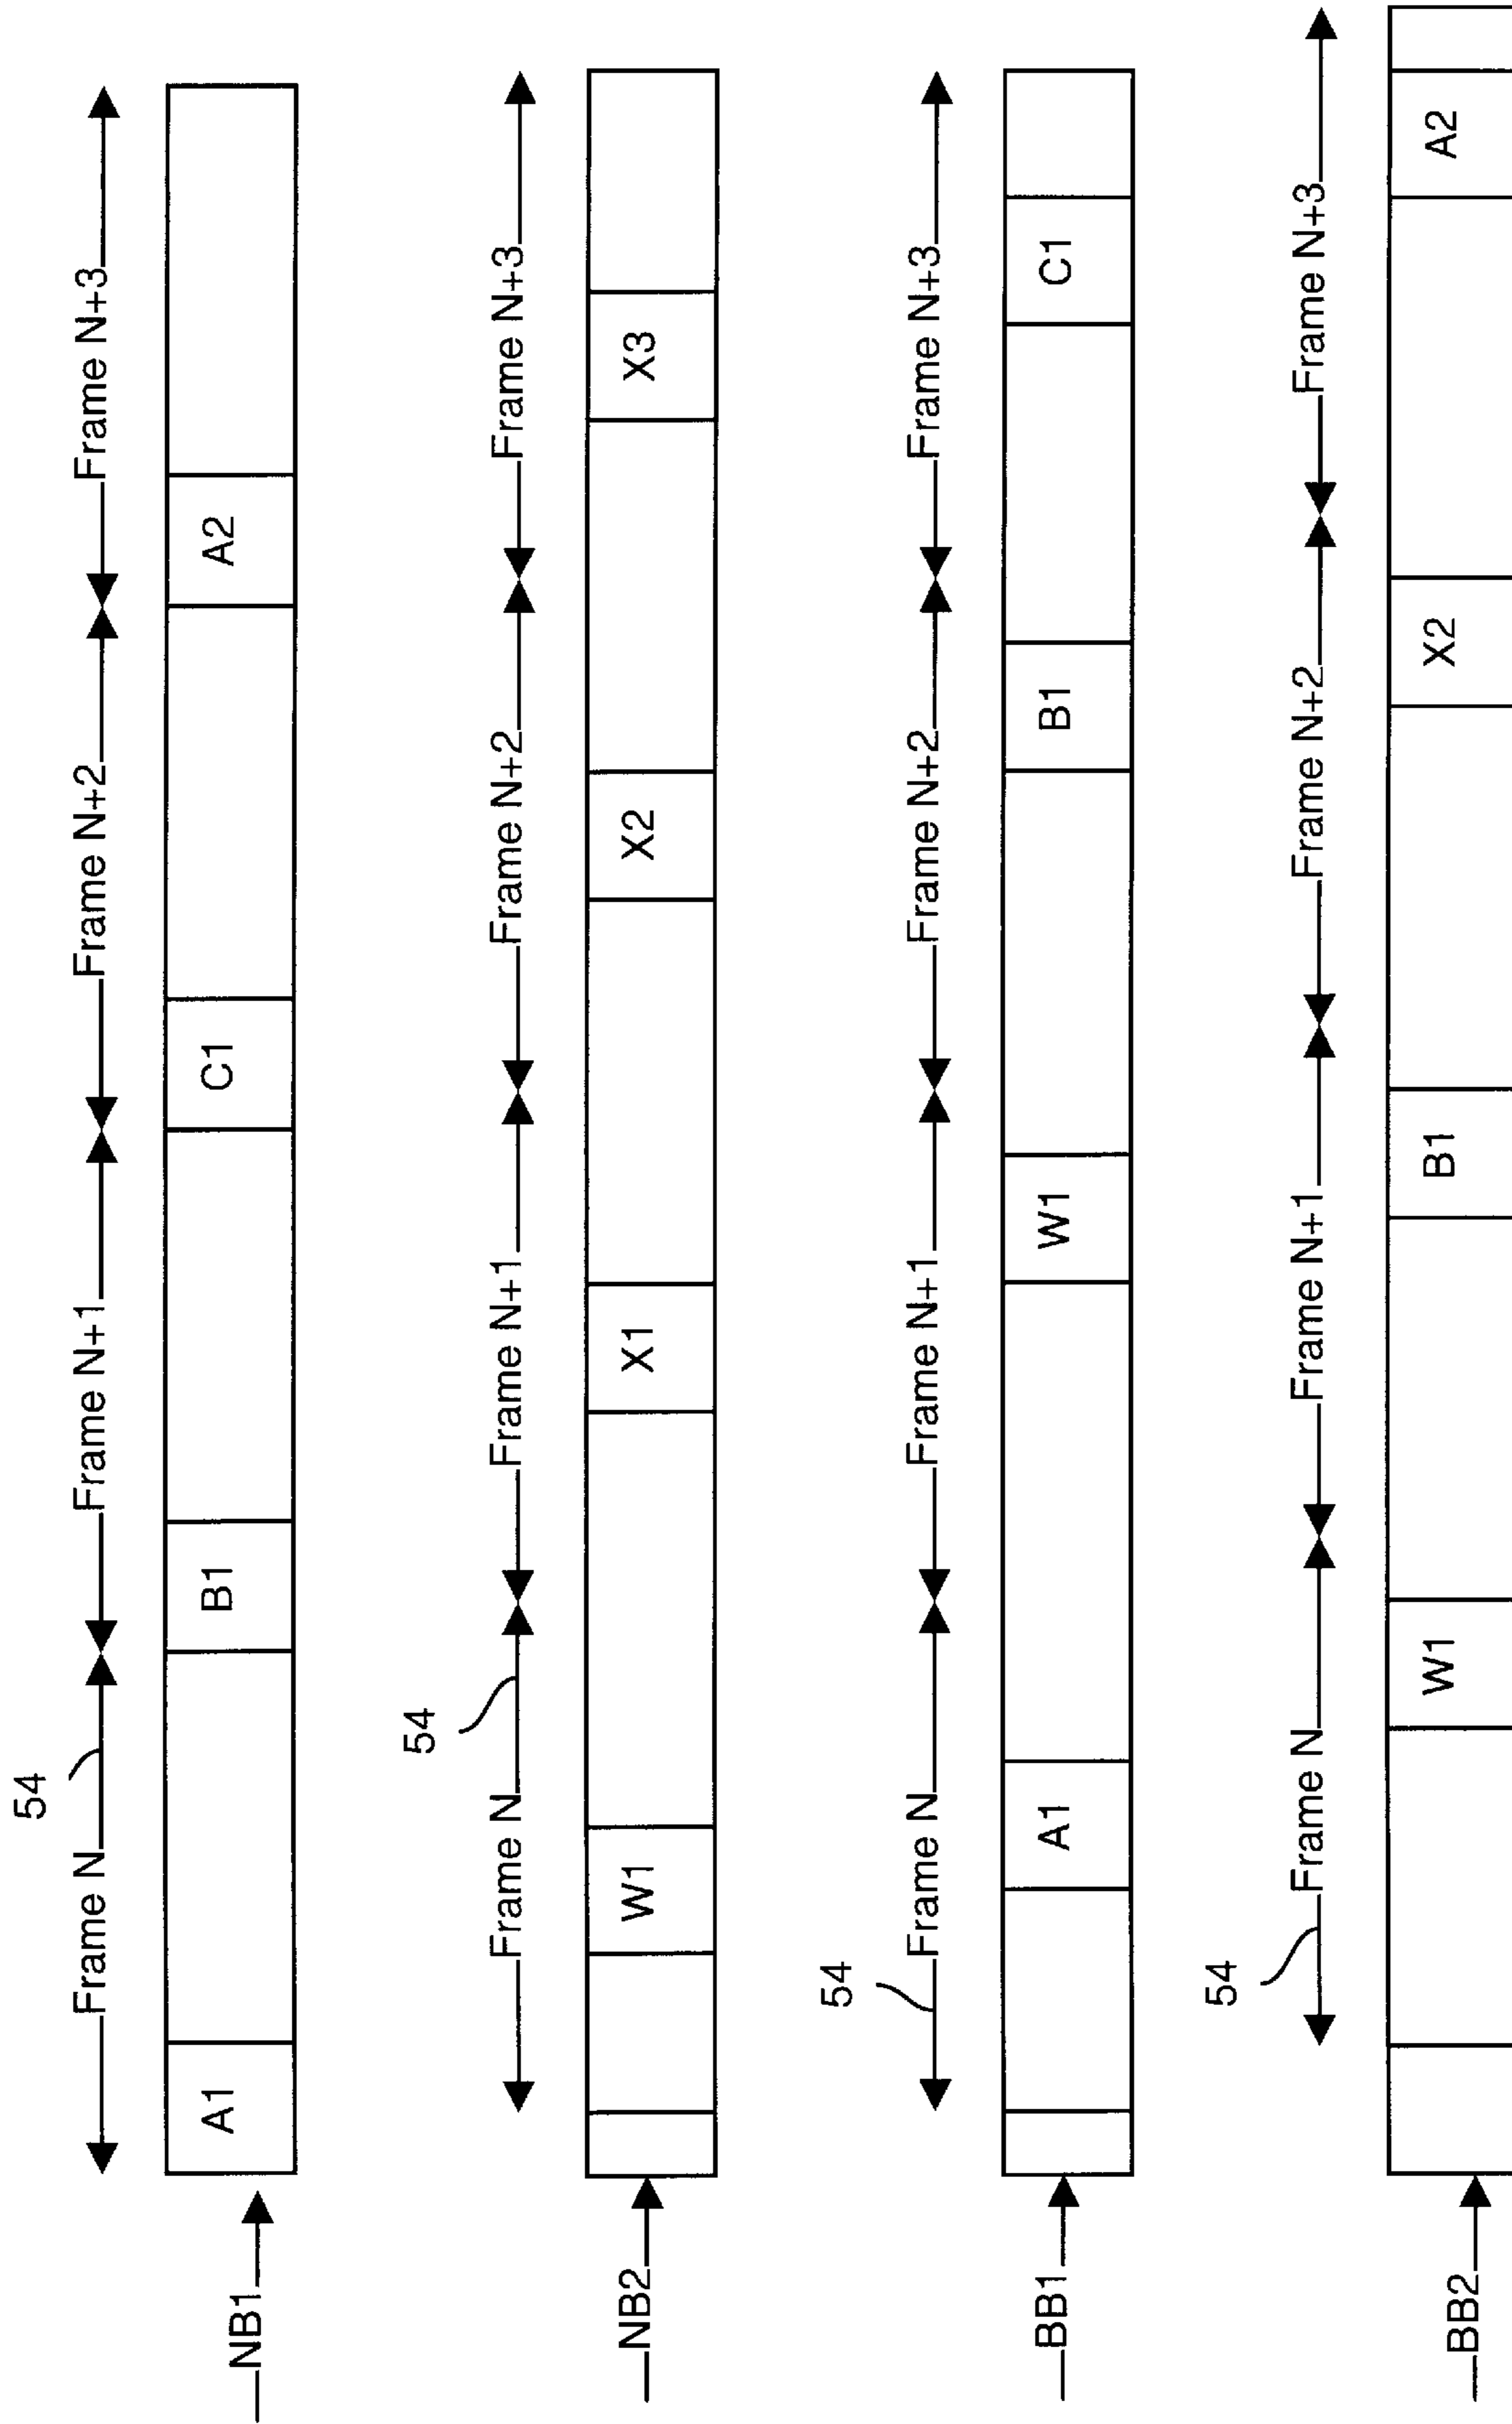 54
Frame N
Frame N+1
Frame N+2
Frame N+3
NB1
A1
B1
C1
A2
54
Frame N
Frame N+1
Frame N+2
Frame N+3
NB2
W1
X1
X2
X3
54
Frame N
Frame N+1
Frame N+2
Frame N+3
BB1
A1
W1
B1
C1
54
Frame N
Frame N+1
Frame N+2
Frame N+3
BB2
W1
B1
X2
A2